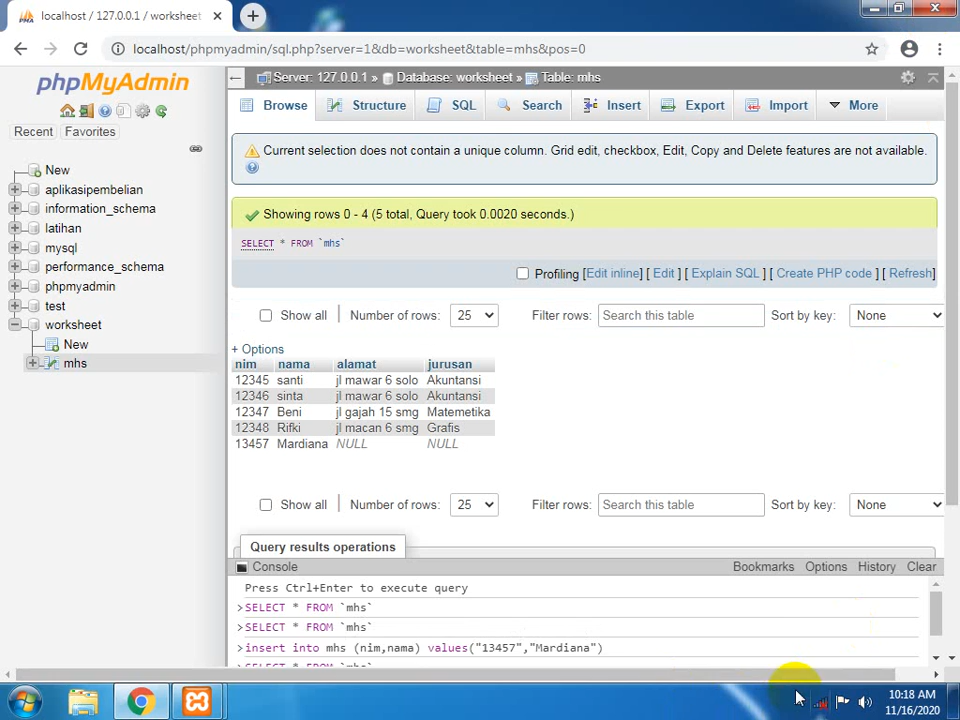 localhost / 127.0.0.1 / worksheet
localhost/phpmyadmin/sql.php?server=1&db=worksheet&table=mhs&pos=0
phpMyAdmin
Recent Favorites
New
aplikasipembelian
information_schema
latihan
mysql
performance_schema
phpmyadmin
test
worksheet
New
mhs
Server: 127.0.0.1 » Database: worksheet » Table: mhs
Browse Structure SQL Search Insert Export Import More
Current selection does not contain a unique column. Grid edit, checkbox, Edit, Copy and Delete features are not available.
Showing rows 0 - 4 (5 total, Query took 0.0020 seconds.)
SELECT * FROM `mhs`
Profiling [Edit inline] [ Edit ] [ Explain SQL ] [ Create PHP code ] [ Refresh]
Show all | Number of rows: 25 Filter rows: Search this table Sort by key: None
+ Options
nim nama alamat jurusan
12345 santi jl mawar 6 solo Akuntansi
12346 sinta jl mawar 6 solo Akuntansi
12347 Beni jl gajah 15 smg Matemetika
12348 Rifki jl macan 6 smg Grafis
13457 Mardiana NULL NULL
Show all | Number of rows: 25 Filter rows: Search this table Sort by key: None
Query results operations
Console Bookmarks Options History Clear
Press Ctrl+Enter to execute query
>SELECT * FROM `mhs`
>SELECT * FROM `mhs`
>insert into mhs (nim,nama) values("13457","Mardiana")
>SELECT * FROM `mhs`
10:18 AM
11/16/2020